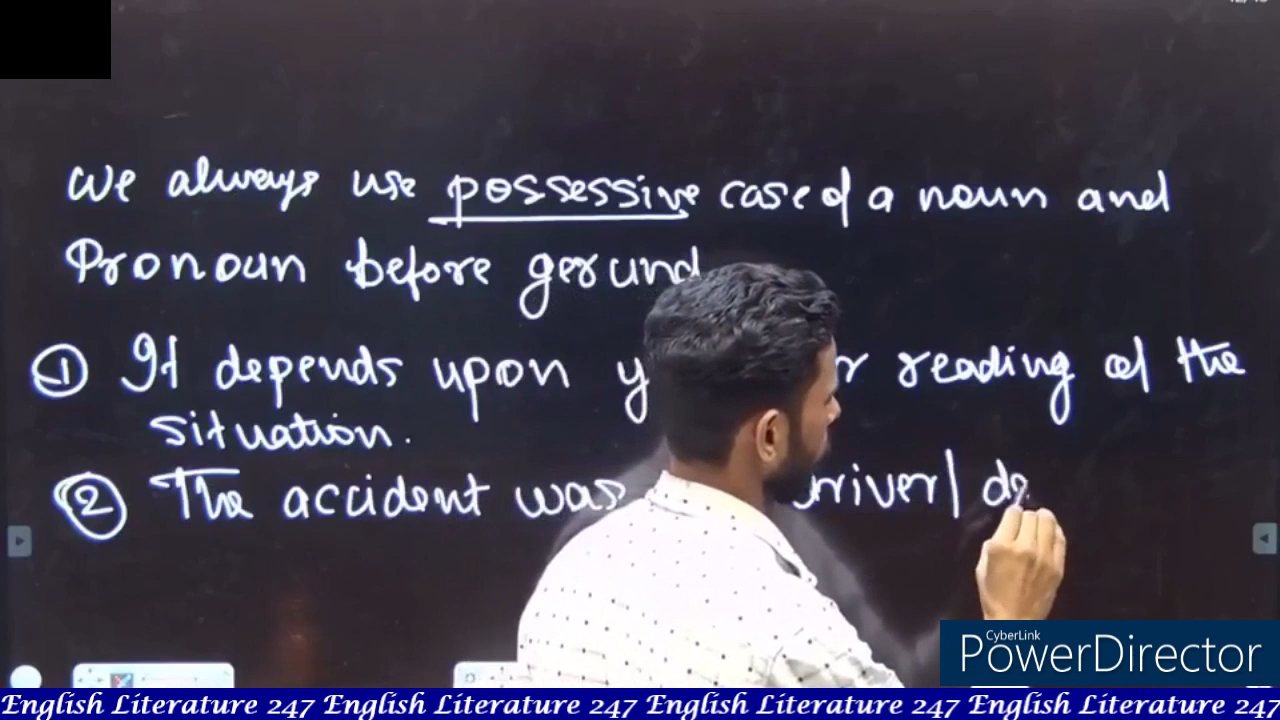 We always use possessive case of a noun and
Pronoun before gerund
① It depends upon reading of the
situation.
② The accident was
CyberLink
PowerDirector
English Literature 247 English Literature 247 English Literature 247 English Literature 247